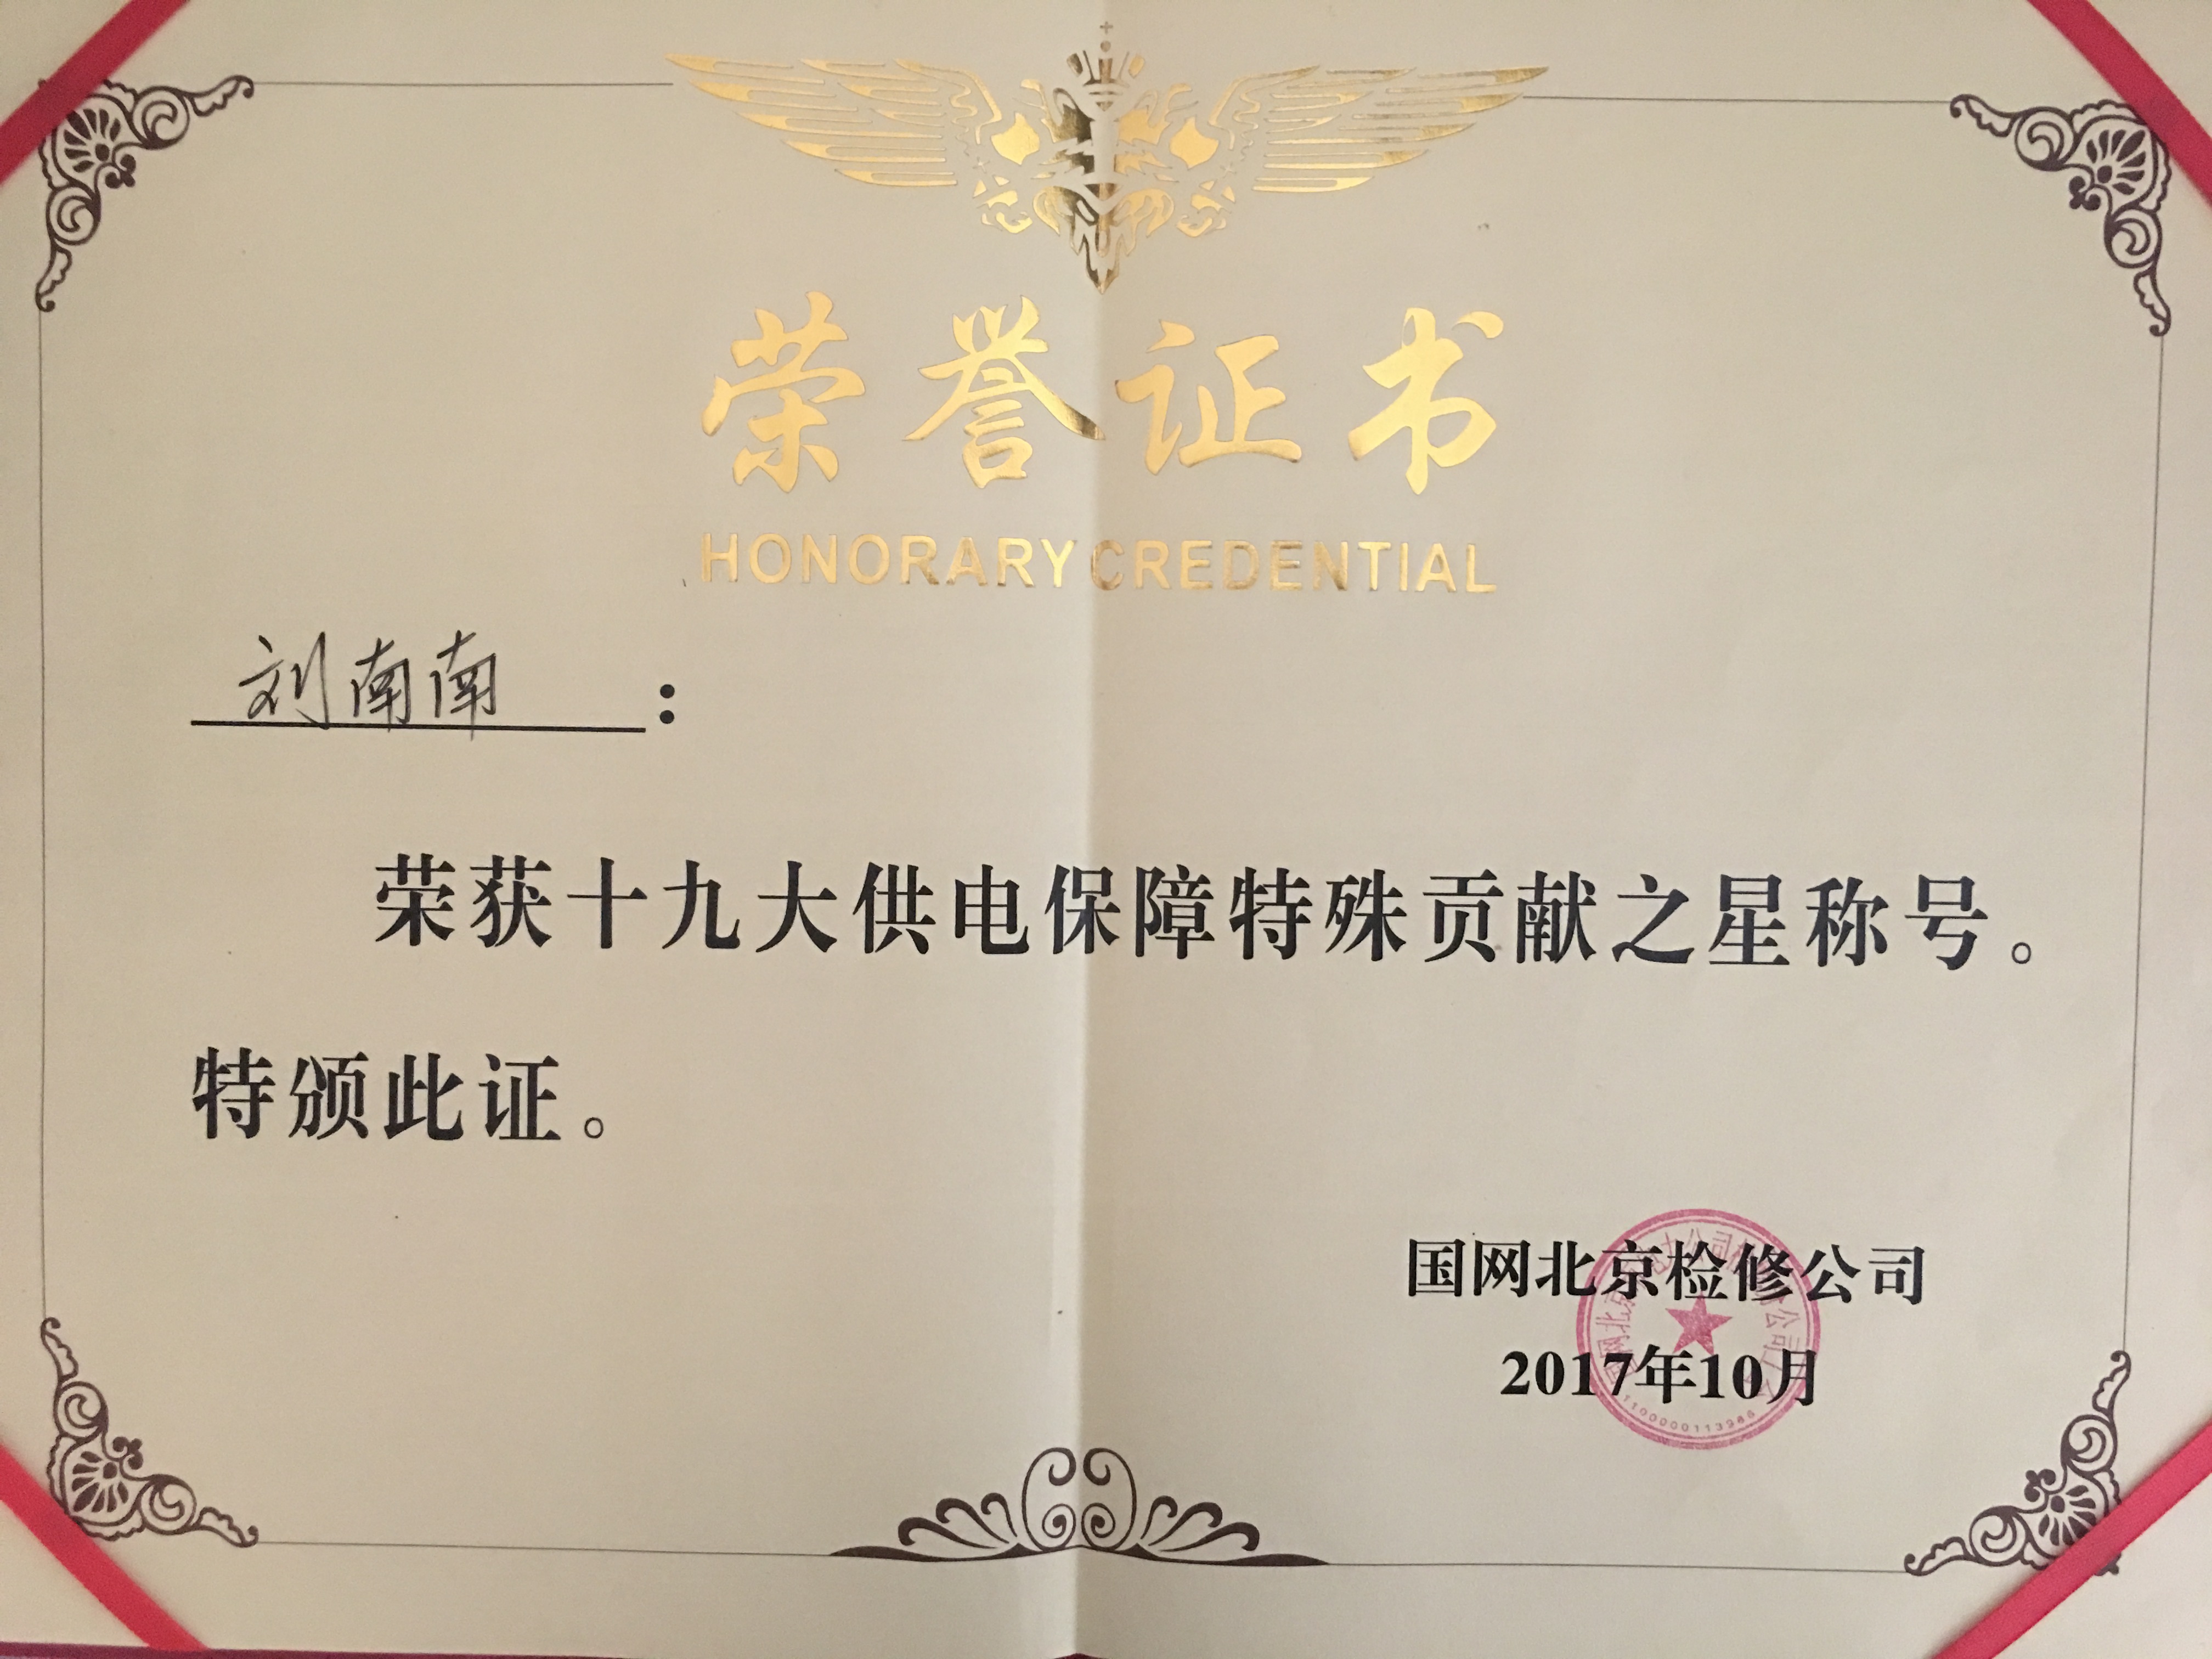 荣誉证书
HONORARY CREDENTIAL
刘南南：
荣获十九大供电保障特殊贡献之星称号。
特颁此证。
国网北京检修公司
2017年10月